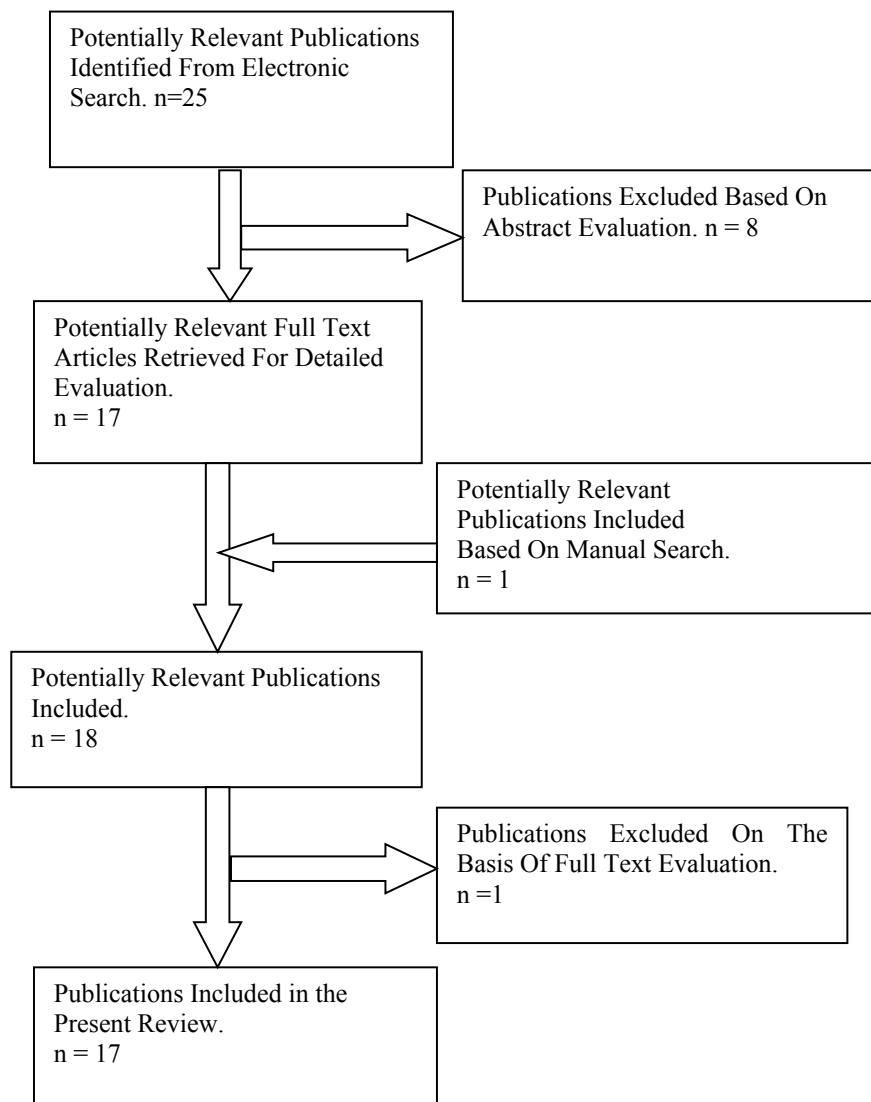 Potentially Relevant Publications
Identified From Electronic
Search. n=25
Publications Excluded Based On
Abstract Evaluation. n = 8
Potentially Relevant Full Text
Articles Retrieved For Detailed
Evaluation.
n = 17
Potentially Relevant
Publications Included
Based On Manual Search.
n = 1
Potentially Relevant Publications
Included.
n = 18
Publications Excluded On The
Basis Of Full Text Evaluation.
n =1
Publications Included in the
Present Review.
n = 17